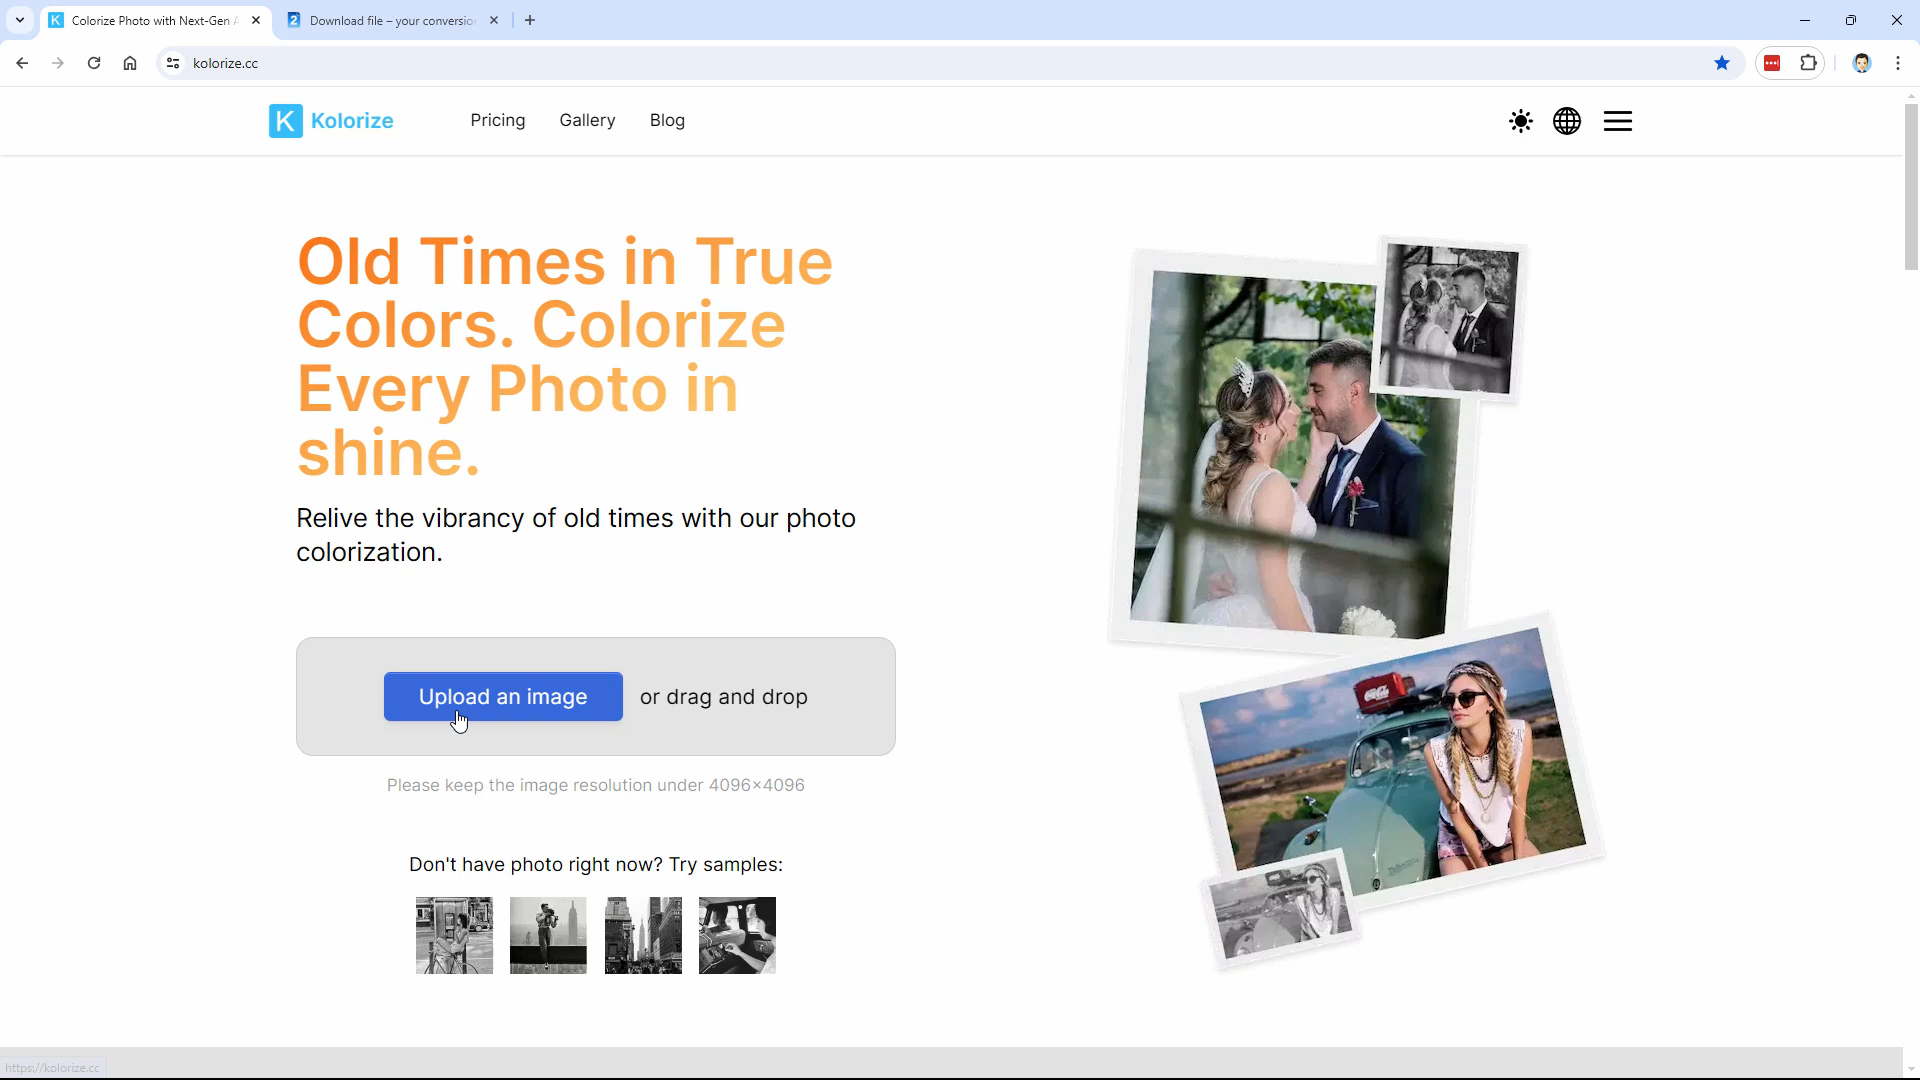 Colorize Photo with Next-Gen A
Download file – your conversion
kolorize.cc
K Kolorize
Pricing
Gallery
Blog
Old Times in True
Colors. Colorize
Every Photo in
shine.
Relive the vibrancy of old times with our photo
colorization.
Upload an image
or drag and drop
Please keep the image resolution under 4096×4096
Don't have photo right now? Try samples:
https://kolorize.cc